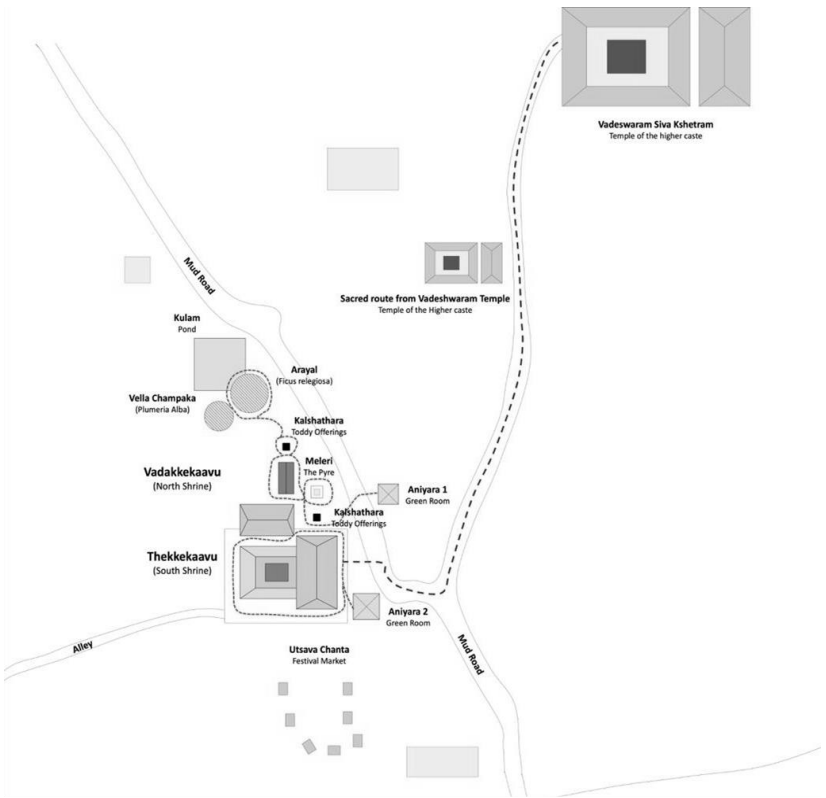 Vadeswaram Siva Kshetram
Temple of the higher caste
Mud Road
Sacred route from Vadeshwaram Temple
Temple of the Higher caste
Kulam
Pond
Arayal
(Ficus relegiosa)
Vella Champaka
(Plumeria Alba)
Kalshathara
Toddy Offerings
Vadakkekaavu
(North Shrine)
Meleri
The Pyre
Aniyara 1
Green Room
Kalshathara
Toddy Offerings
Thekkekaavu
(South Shrine)
Aniyara 2
Green Room
Alley
Utsava Chanta
Festival Market
Mud Road